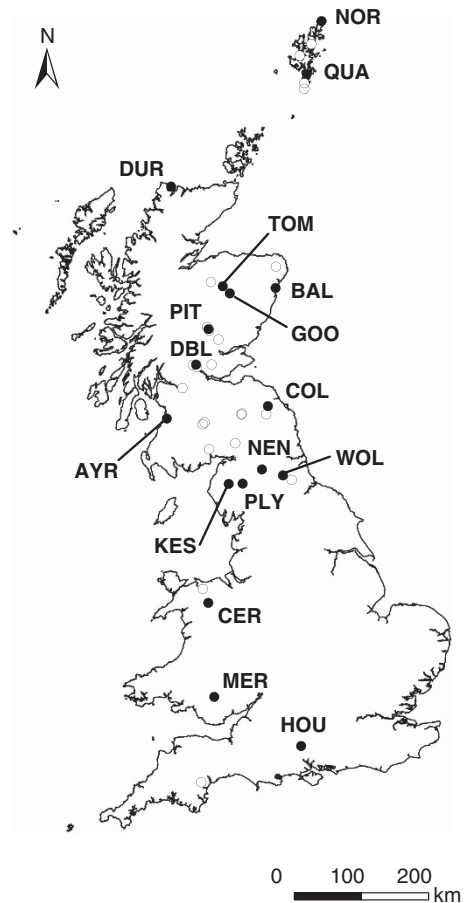 NOR
N
QUA
DUR
TOM
BAL
PIT
GOO
DBL
COL
NEN
WOL
AYR
PLY
KES
CER
MER
HOU
0 100 200
km